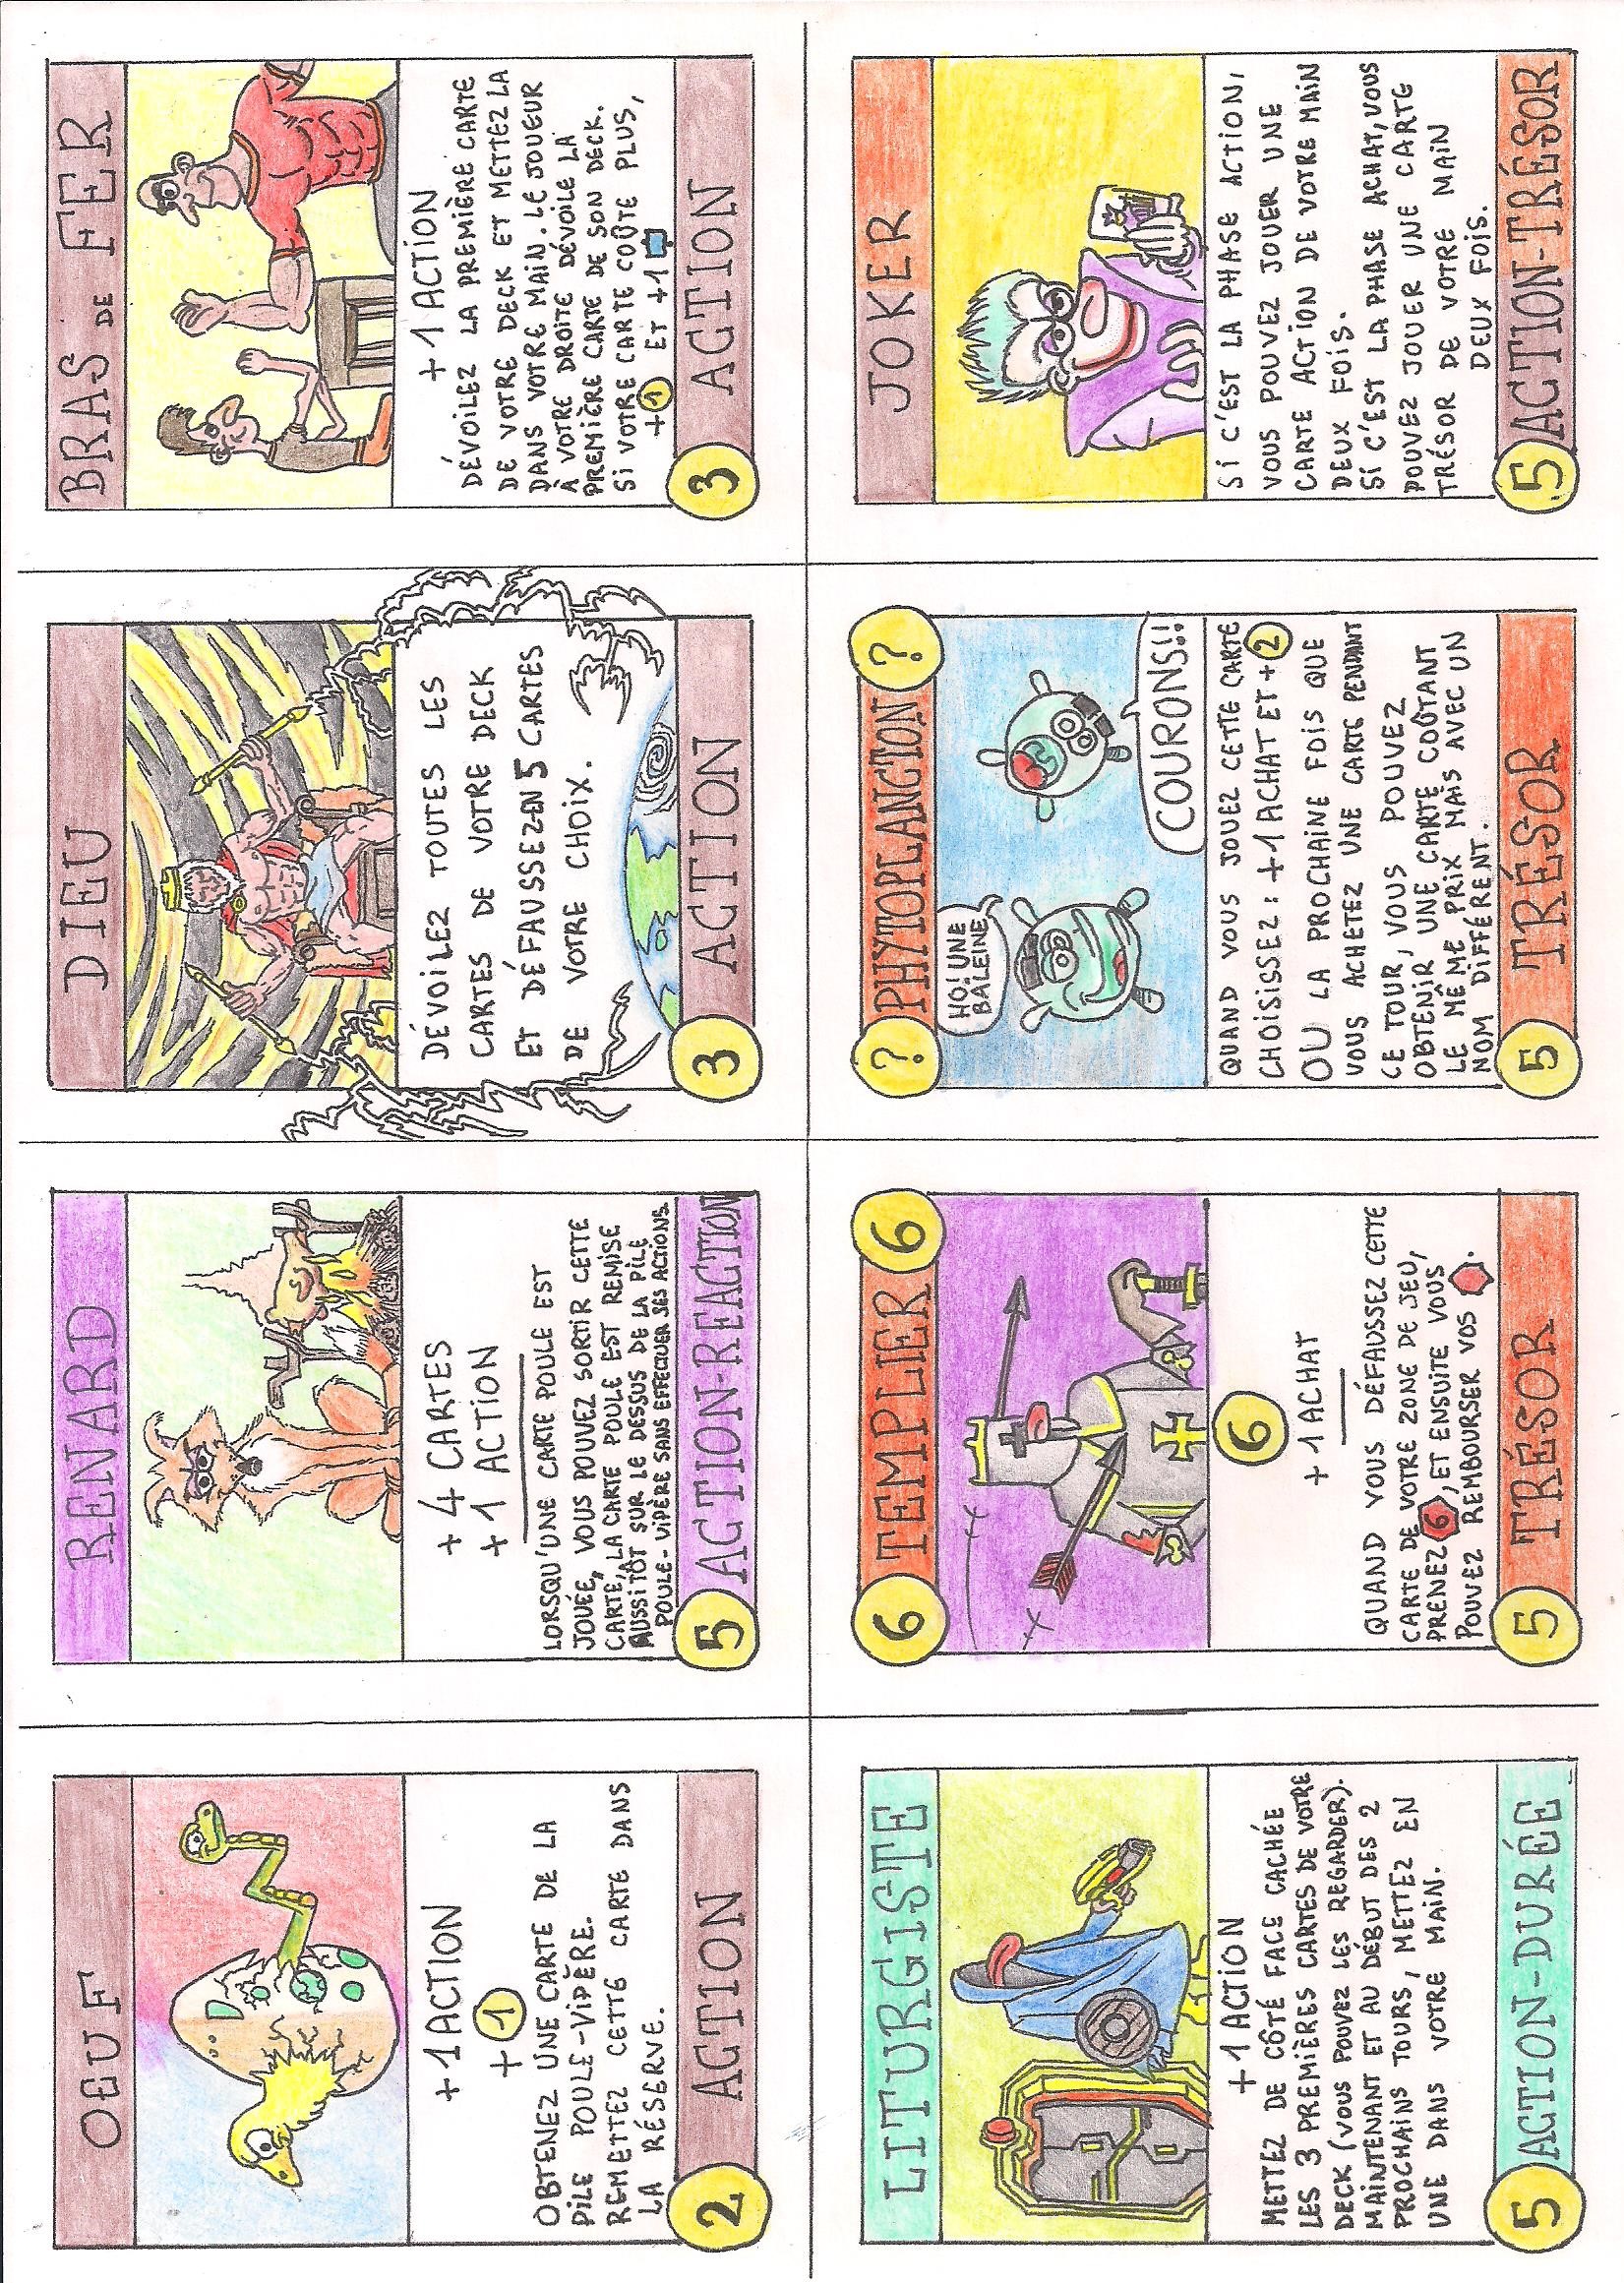 OEUF
+ 1 ACTION
+ 1
OBTENEZ UNE CARTE DE LA
PILE POULE-VIPÈRE.
REMETTEZ CETTE CARTE DANS
LA RÉSERVE.
2 ACTION
RENARD
+ 4 CARTES
+ 1 ACTION
LORSQU'UNE CARTE POULE EST
JOUÉE, VOUS POUVEZ SORTIR CETTE
CARTE, LA CARTE POULE EST REMISE
AUSSITÔT SUR LE DESSUS DE LA PILE
POULE-VIPÈRE SANS EFFECTUER SES ACTIONS.
5 ACTION-REACTION
DIEU
DÉVOILEZ TOUTES LES
CARTES DE VOTRE DECK
ET DÉFAUSSEZ-EN 5 CARTES
DE VOTRE CHOIX.
3 ACTION
BRAS DE FER
+ 1 ACTION
DÉVOILEZ LA PREMIÈRE CARTE
DE VOTRE DECK ET METTEZ LA
DANS VOTRE MAIN. LE JOUEUR
À VOTRE DROITE DÉVOILE LA
PREMIÈRE CARTE DE SON DECK.
SI VOTRE CARTE COÛTE PLUS,
+ 1 ET +1
3 ACTION
LITURGISTE
+ 1 ACTION
METTEZ DE CÔTÉ FACE CACHÉE
LES 3 PREMIÈRES CARTES DE VOTRE
DECK (VOUS POUVEZ LES REGARDER).
MAINTENANT ET AU DÉBUT DES 2
PROCHAINS TOURS, METTEZ EN
UNE DANS VOTRE MAIN.
5 ACTION-DURÉE
6 TEMPLIER 6
6
+ 1 ACHAT
QUAND VOUS DÉFAUSSEZ CETTE
CARTE DE VOTRE ZONE DE JEU,
PRENEZ 6, ET ENSUITE VOUS
POUVEZ REMBOURSER VOS .
5 TRÉSOR
? PHYTOPLANCTON ?
HO! UNE
BALEINE
COURONS!!
QUAND VOUS JOUEZ CETTE CARTE
CHOISISSEZ : +1 ACHAT ET + 2
OU LA PROCHAINE FOIS QUE
VOUS ACHETEZ UNE CARTE PENDANT
CE TOUR, VOUS POUVEZ
OBTENIR UNE CARTE COÛTANT
LE MÊME PRIX MAIS AVEC UN
NOM DIFFÉRENT.
5 TRÉSOR
JOKER
SI C'EST LA PHASE ACTION,
VOUS POUVEZ JOUER UNE
CARTE ACTION DE VOTRE MAIN
DEUX FOIS.
SI C'EST LA PHASE ACHAT, VOUS
POUVEZ JOUER UNE CARTE
TRÉSOR DE VOTRE MAIN
DEUX FOIS.
5 ACTION-TRÉSOR